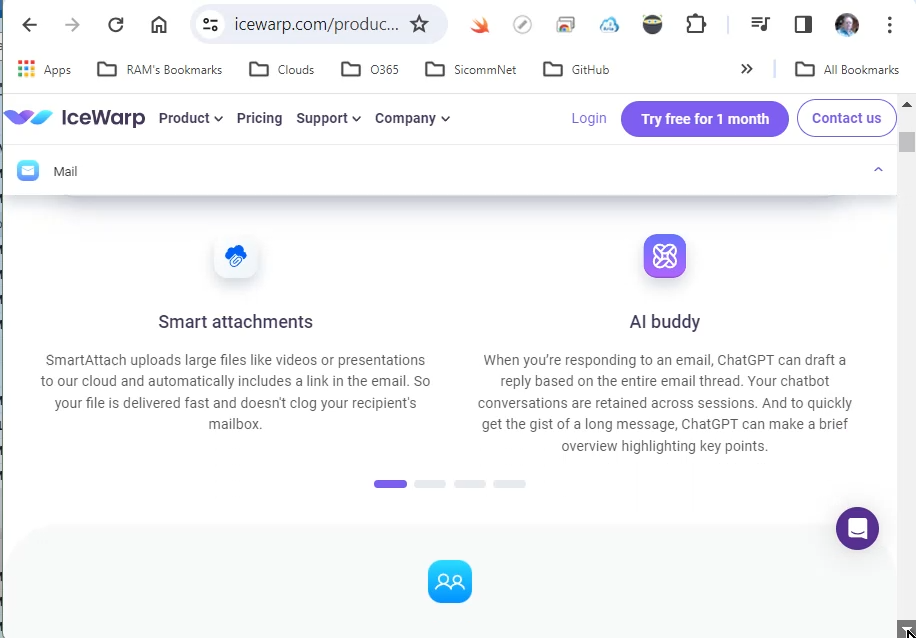 icewarp.com/produc...
Apps
RAM's Bookmarks
Clouds
O365
SicommNet
GitHub
All Bookmarks
IceWarp
Product
Pricing
Support
Company
Login
Try free for 1 month
Contact us
Mail
Smart attachments
SmartAttach uploads large files like videos or presentations
to our cloud and automatically includes a link in the email. So
your file is delivered fast and doesn't clog your recipient's
mailbox.
AI buddy
When you’re responding to an email, ChatGPT can draft a
reply based on the entire email thread. Your chatbot
conversations are retained across sessions. And to quickly
get the gist of a long message, ChatGPT can make a brief
overview highlighting key points.